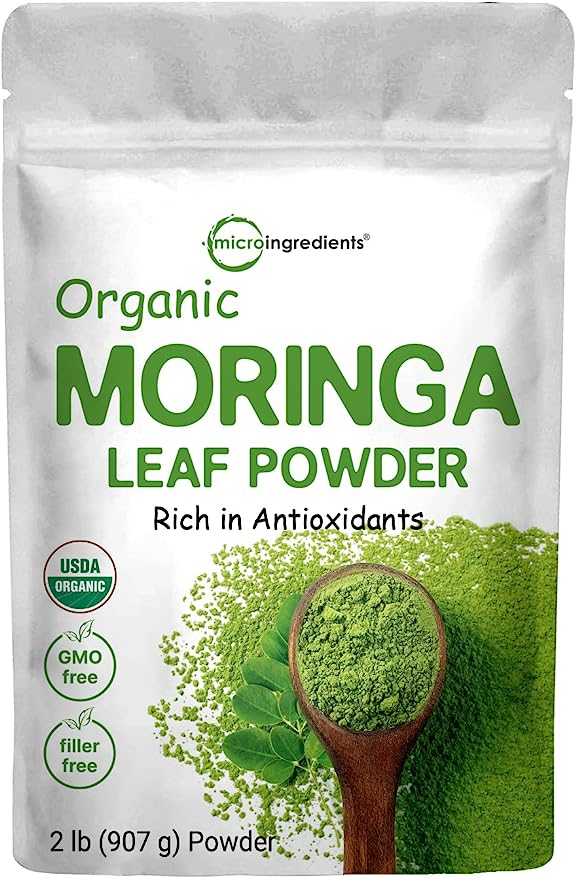 microingredients®
Organic
MORINGA
LEAF POWDER
Rich in Antioxidants
USDA
ORGANIC
GMO
free
filler
free
2 lb (907 g) Powder